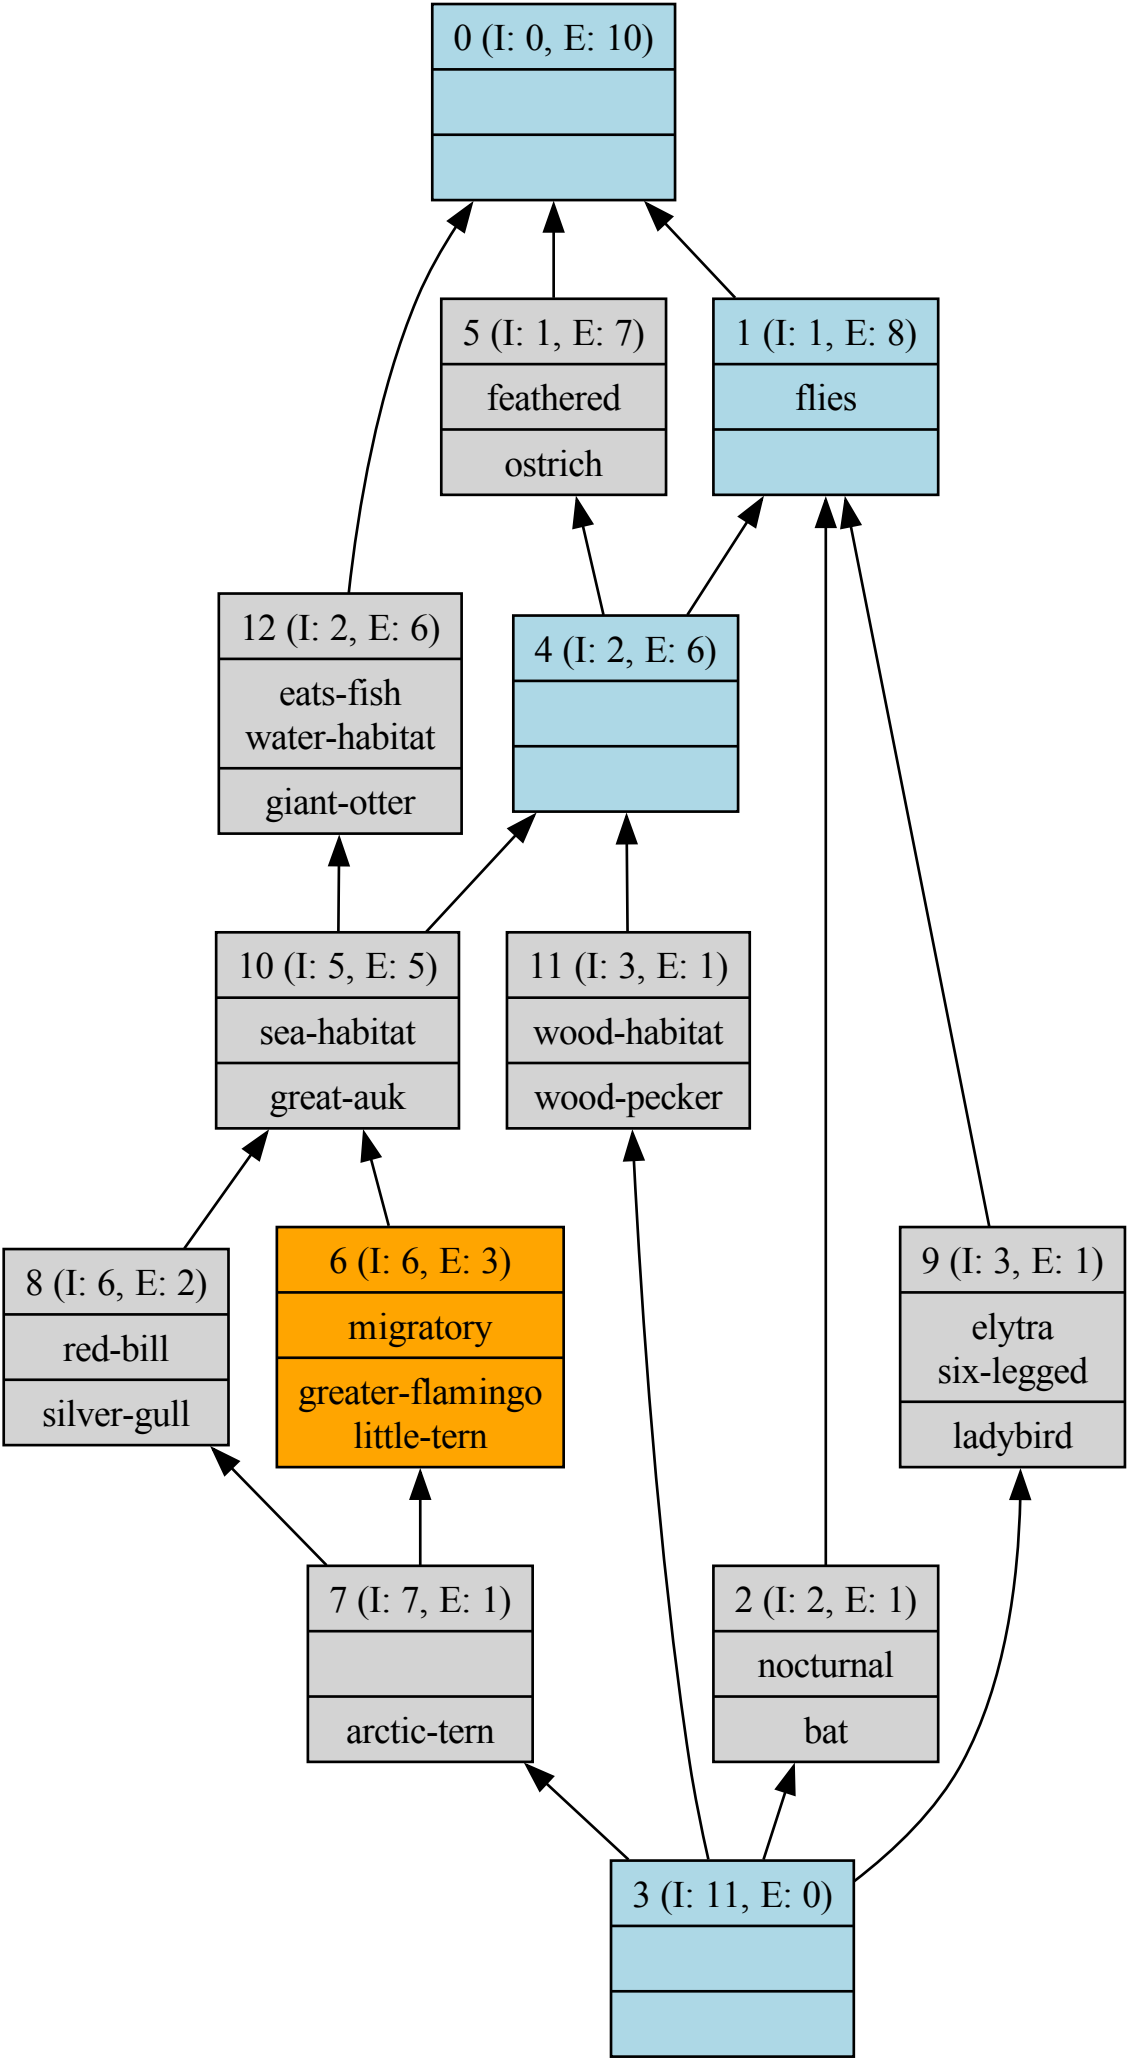 0 (I: 0, E: 10)
5 (I: 1, E: 7)
feathered
ostrich
1 (I: 1, E: 8)
flies
12 (I: 2, E: 6)
eats-fish
water-habitat
giant-otter
4 (I: 2, E: 6)
10 (I: 5, E: 5)
sea-habitat
great-auk
11 (I: 3, E: 1)
wood-habitat
wood-pecker
8 (I: 6, E: 2)
red-bill
silver-gull
6 (I: 6, E: 3)
migratory
greater-flamingo
little-tern
9 (I: 3, E: 1)
elytra
six-legged
ladybird
7 (I: 7, E: 1)
arctic-tern
2 (I: 2, E: 1)
nocturnal
bat
3 (I: 11, E: 0)